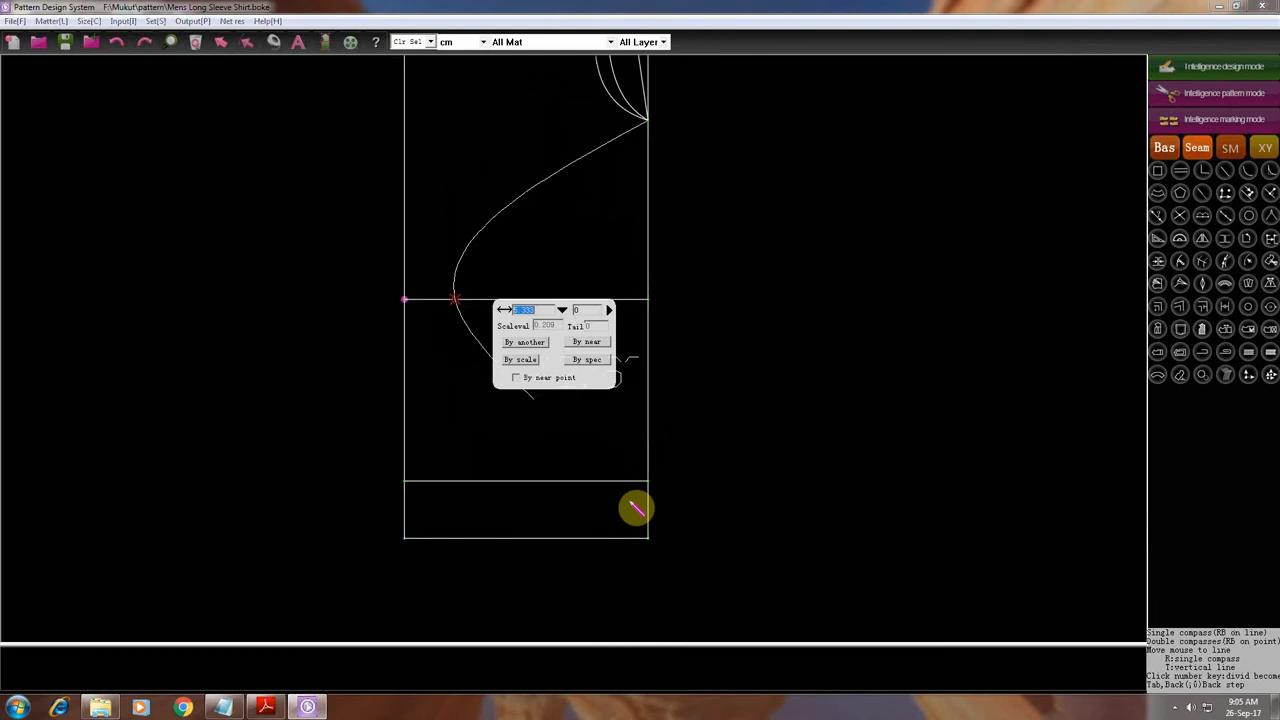 Pattern Design System    F:\Mukut\pattern\Mens Long Sleeve Shirt.boke
File[F] Matter[L] Size[C] Input[I] Set[S] Output[P] Net res Help[H]
Clr Sel cm All Mat All Layer
Intelligence design mode
Intelligence pattern mode
Intelligence marking mode
Bas Seam SM XY
0
Scaleval 0.209 Tail 0
By another By near
By scale By spec
By near point
Single compass(RB on line)
Double compasses(RB on point)
Move mouse to line
R:single compass
T:vertical line
Click number key:divid become
Tab,Back(;0)Back step
9:05 AM
26-Sep-17